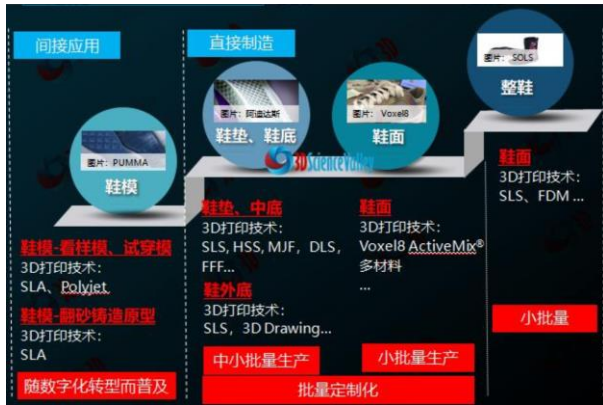 间接应用
直接制造
图片：PUMMA
鞋模
图片：阿迪达斯
鞋垫、鞋底
图片：Voxel8
鞋面
图片：SOLS
整鞋
3DScienceValley
鞋模-看样模、试穿模
3D打印技术：
SLA、Polyjet
鞋模-翻砂铸造原型
3D打印技术：
SLA
随数字化转型而普及
鞋垫、中底
3D打印技术：
SLS, HSS, MJF，DLS，
FFF...
鞋外底
3D打印技术：
SLS，3D Drawing...
中小批量生产
鞋面
3D打印技术：
Voxel8 ActiveMix®
多材料
...
小批量生产
批量定制化
鞋面
3D打印技术：
SLS、FDM ...
小批量